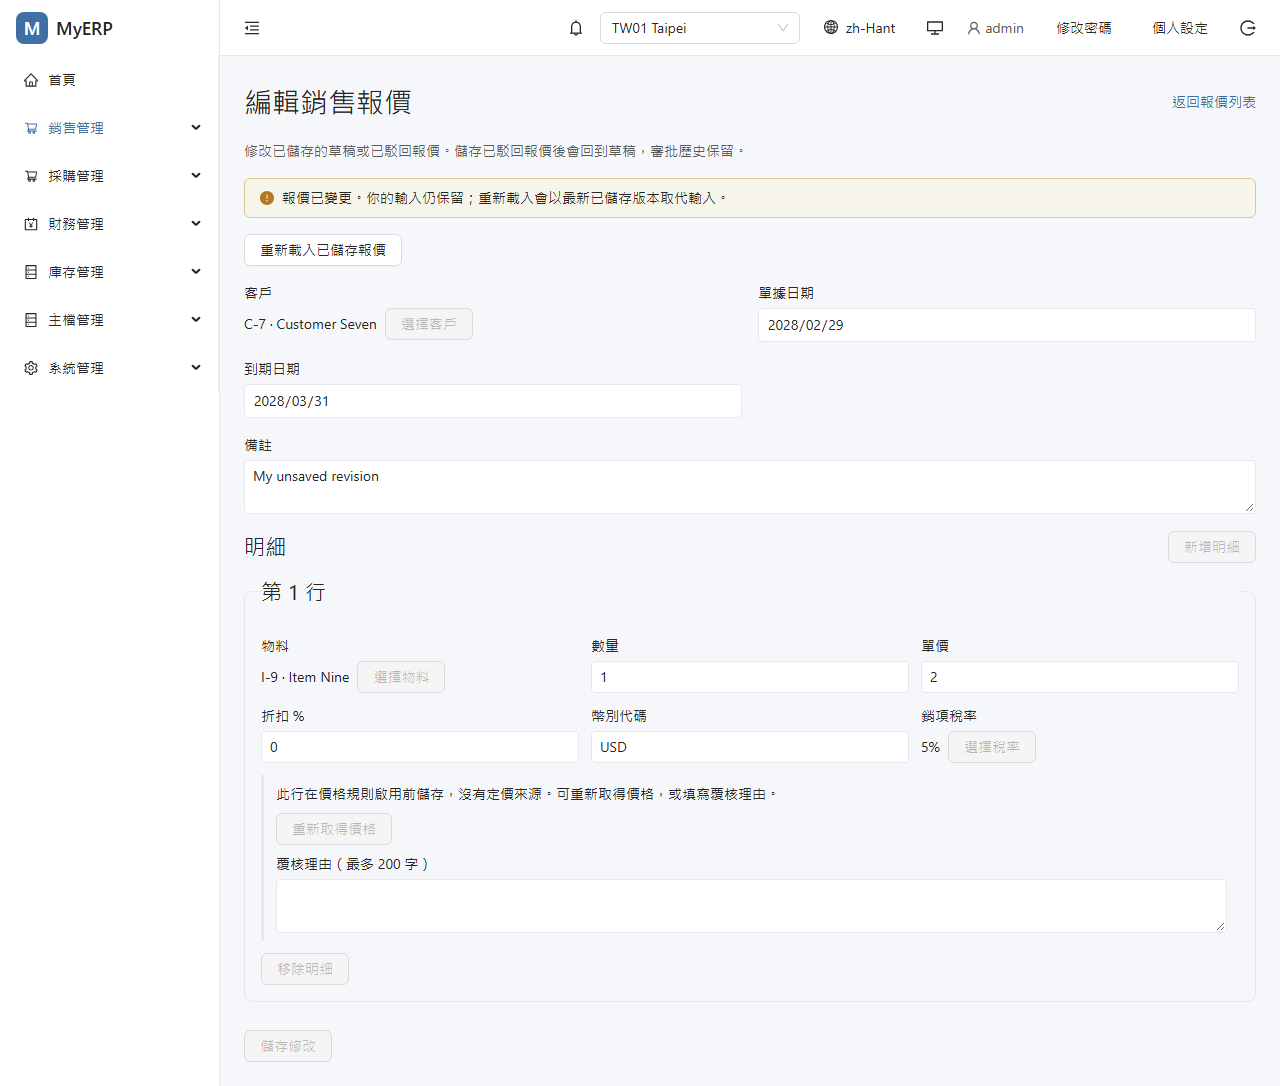 M MyERP
TW01 Taipei
zh-Hant
admin
修改密碼
個人設定
首頁
銷售管理
採購管理
財務管理
庫存管理
主檔管理
系統管理
編輯銷售報價
返回報價列表
修改已儲存的草稿或已駁回報價。儲存已駁回報價後會回到草稿，審批歷史保留。
報價已變更。你的輸入仍保留；重新載入會以最新已儲存版本取代輸入。
重新載入已儲存報價
客戶
C-7 · Customer Seven
選擇客戶
單據日期
2028/02/29
到期日期
2028/03/31
備註
My unsaved revision
明細
新增明細
第 1 行
物料
I-9 · Item Nine
選擇物料
數量
1
單價
2
折扣 %
0
幣別代碼
USD
銷項稅率
5%
選擇稅率
此行在價格規則啟用前儲存，沒有定價來源。可重新取得價格，或填寫覆核理由。
重新取得價格
覆核理由（最多 200 字）
移除明細
儲存修改